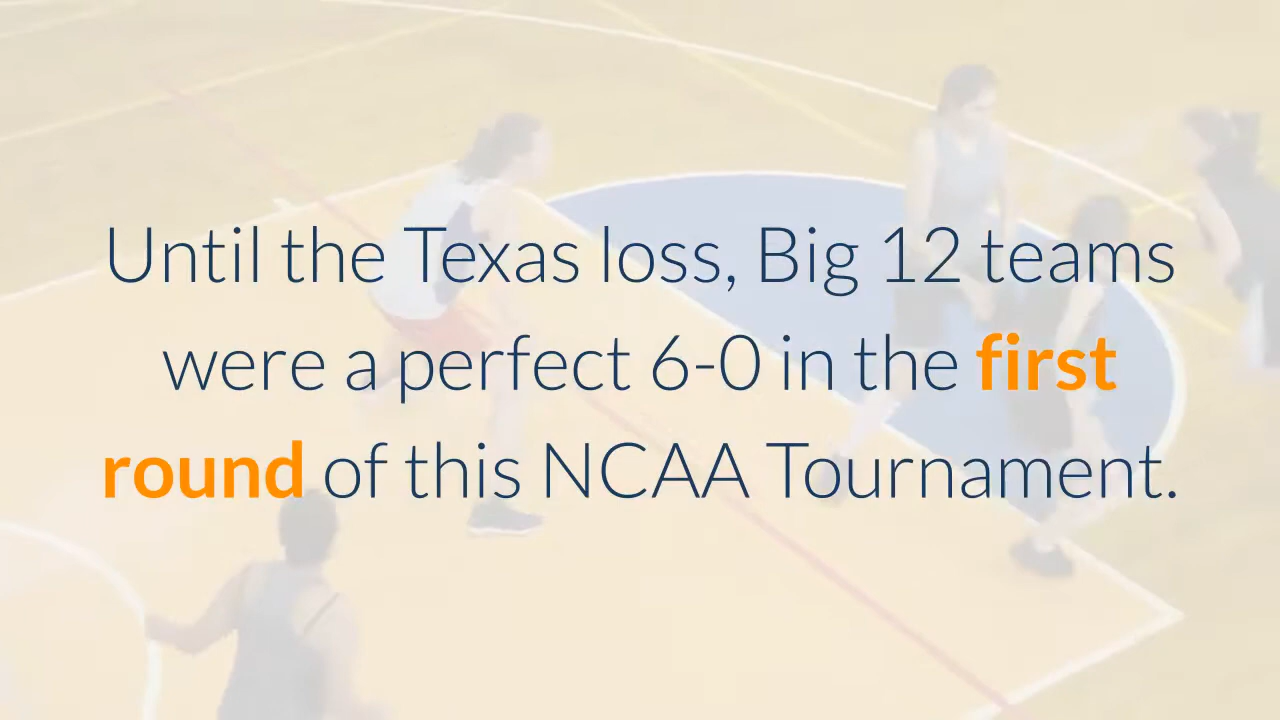 Until the Texas loss, Big 12 teams
were a perfect 6-0 in the first
round of this NCAA Tournament.